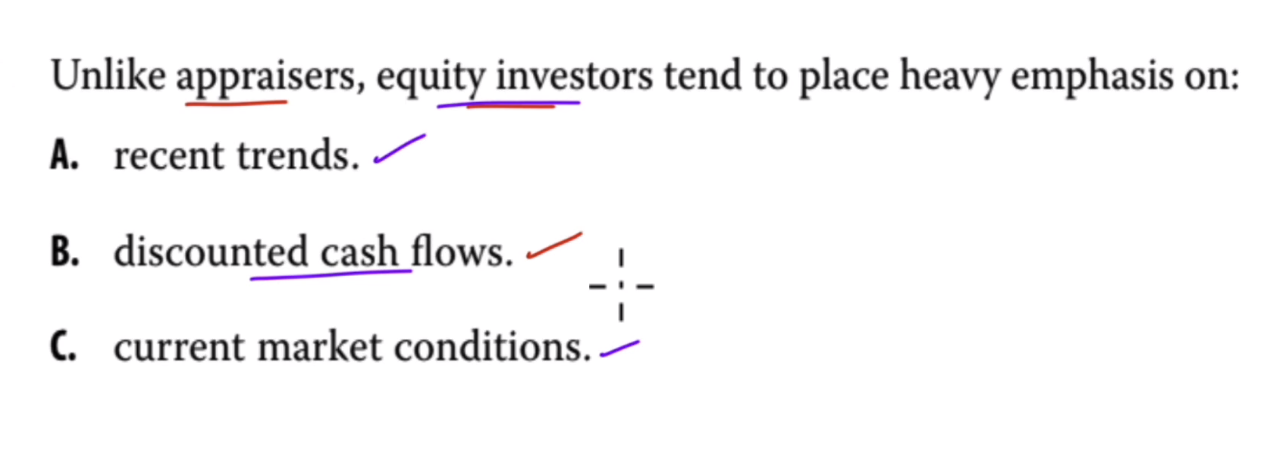 Unlike appraisers, equity investors tend to place heavy emphasis on:
A. recent trends.
B. discounted cash flows.
C. current market conditions.